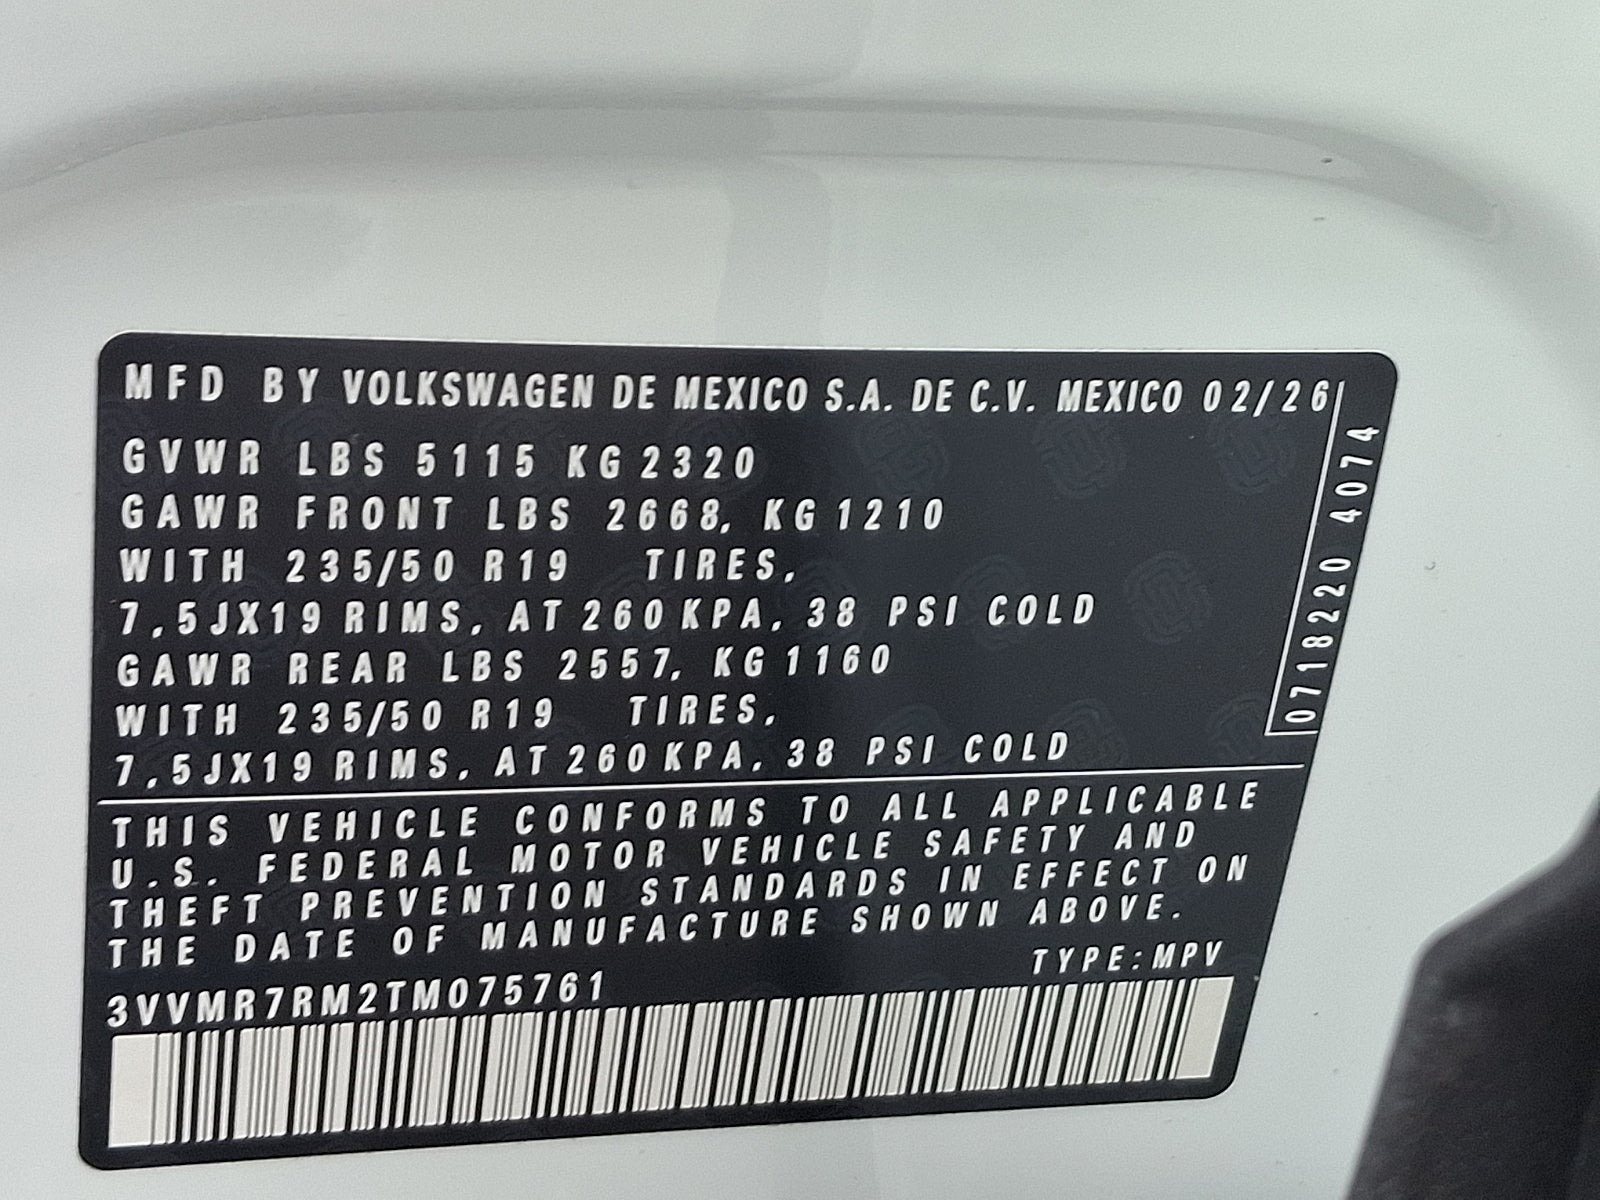 MFD BY VOLKSWAGEN DE MEXICO S.A. DE C.V. MEXICO 02/26
GVWR LBS 5115 KG 2320
GAWR FRONT LBS 2668, KG 1210
WITH 235/50 R19 TIRES,
7,5JX19 RIMS, AT 260 KPA, 38 PSI COLD
GAWR REAR LBS 2557, KG 1160
WITH 235/50 R19 TIRES,
7,5JX19 RIMS, AT 260 KPA, 38 PSI COLD
0718220 4074
THIS VEHICLE CONFORMS TO ALL APPLICABLE
U.S. FEDERAL MOTOR VEHICLE SAFETY AND
THEFT PREVENTION STANDARDS IN EFFECT ON
THE DATE OF MANUFACTURE SHOWN ABOVE.
TYPE: MPV
3VVMR7RM2TM075761